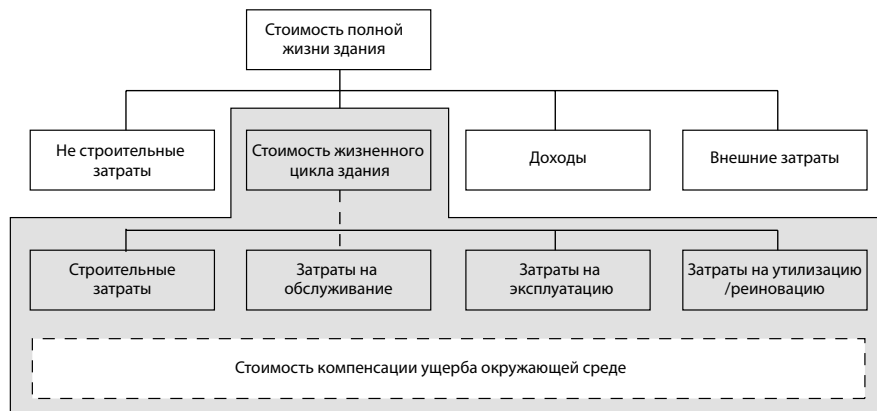 Стоимость полной
жизни здания
Не строительные
затраты
Стоимость жизненного
цикла здания
Доходы
Внешние затраты
Строительные
затраты
Затраты на
обслуживание
Затраты на
эксплуатацию
Затраты на утилизацию
/реиновацию
Стоимость компенсации ущерба окружающей среде